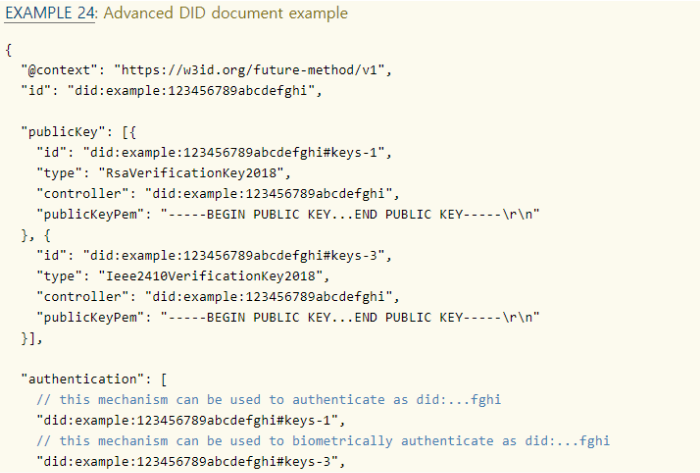 EXAMPLE 24: Advanced DID document example
{
"@context": "https://w3id.org/future-method/v1",
"id": "did:example:123456789abcdefghi",
"publicKey": [{
"id": "did:example:123456789abcdefghi#keys-1",
"type": "RsaVerificationKey2018",
"controller": "did:example:123456789abcdefghi",
"publicKeyPem": "-----BEGIN PUBLIC KEY...END PUBLIC KEY-----\r\n"
}, {
"id": "did:example:123456789abcdefghi#keys-3",
"type": "Ieee2410VerificationKey2018",
"controller": "did:example:123456789abcdefghi",
"publicKeyPem": "-----BEGIN PUBLIC KEY...END PUBLIC KEY-----\r\n"
}],
"authentication": [
// this mechanism can be used to authenticate as did:...fghi
"did:example:123456789abcdefghi#keys-1",
// this mechanism can be used to biometrically authenticate as did:...fghi
"did:example:123456789abcdefghi#keys-3",